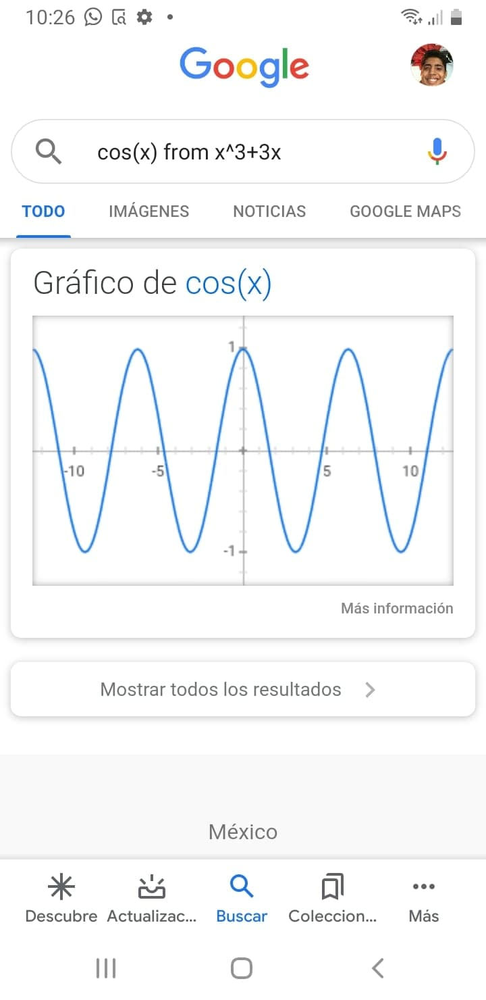 10:26
Google
cos(x) from x^3+3x
TODO IMÁGENES NOTICIAS GOOGLE MAPS
Gráfico de cos(x)
1
-10 -5 5 10
-1
Más información
Mostrar todos los resultados
México
Descubre Actualizac... Buscar Coleccion... Más